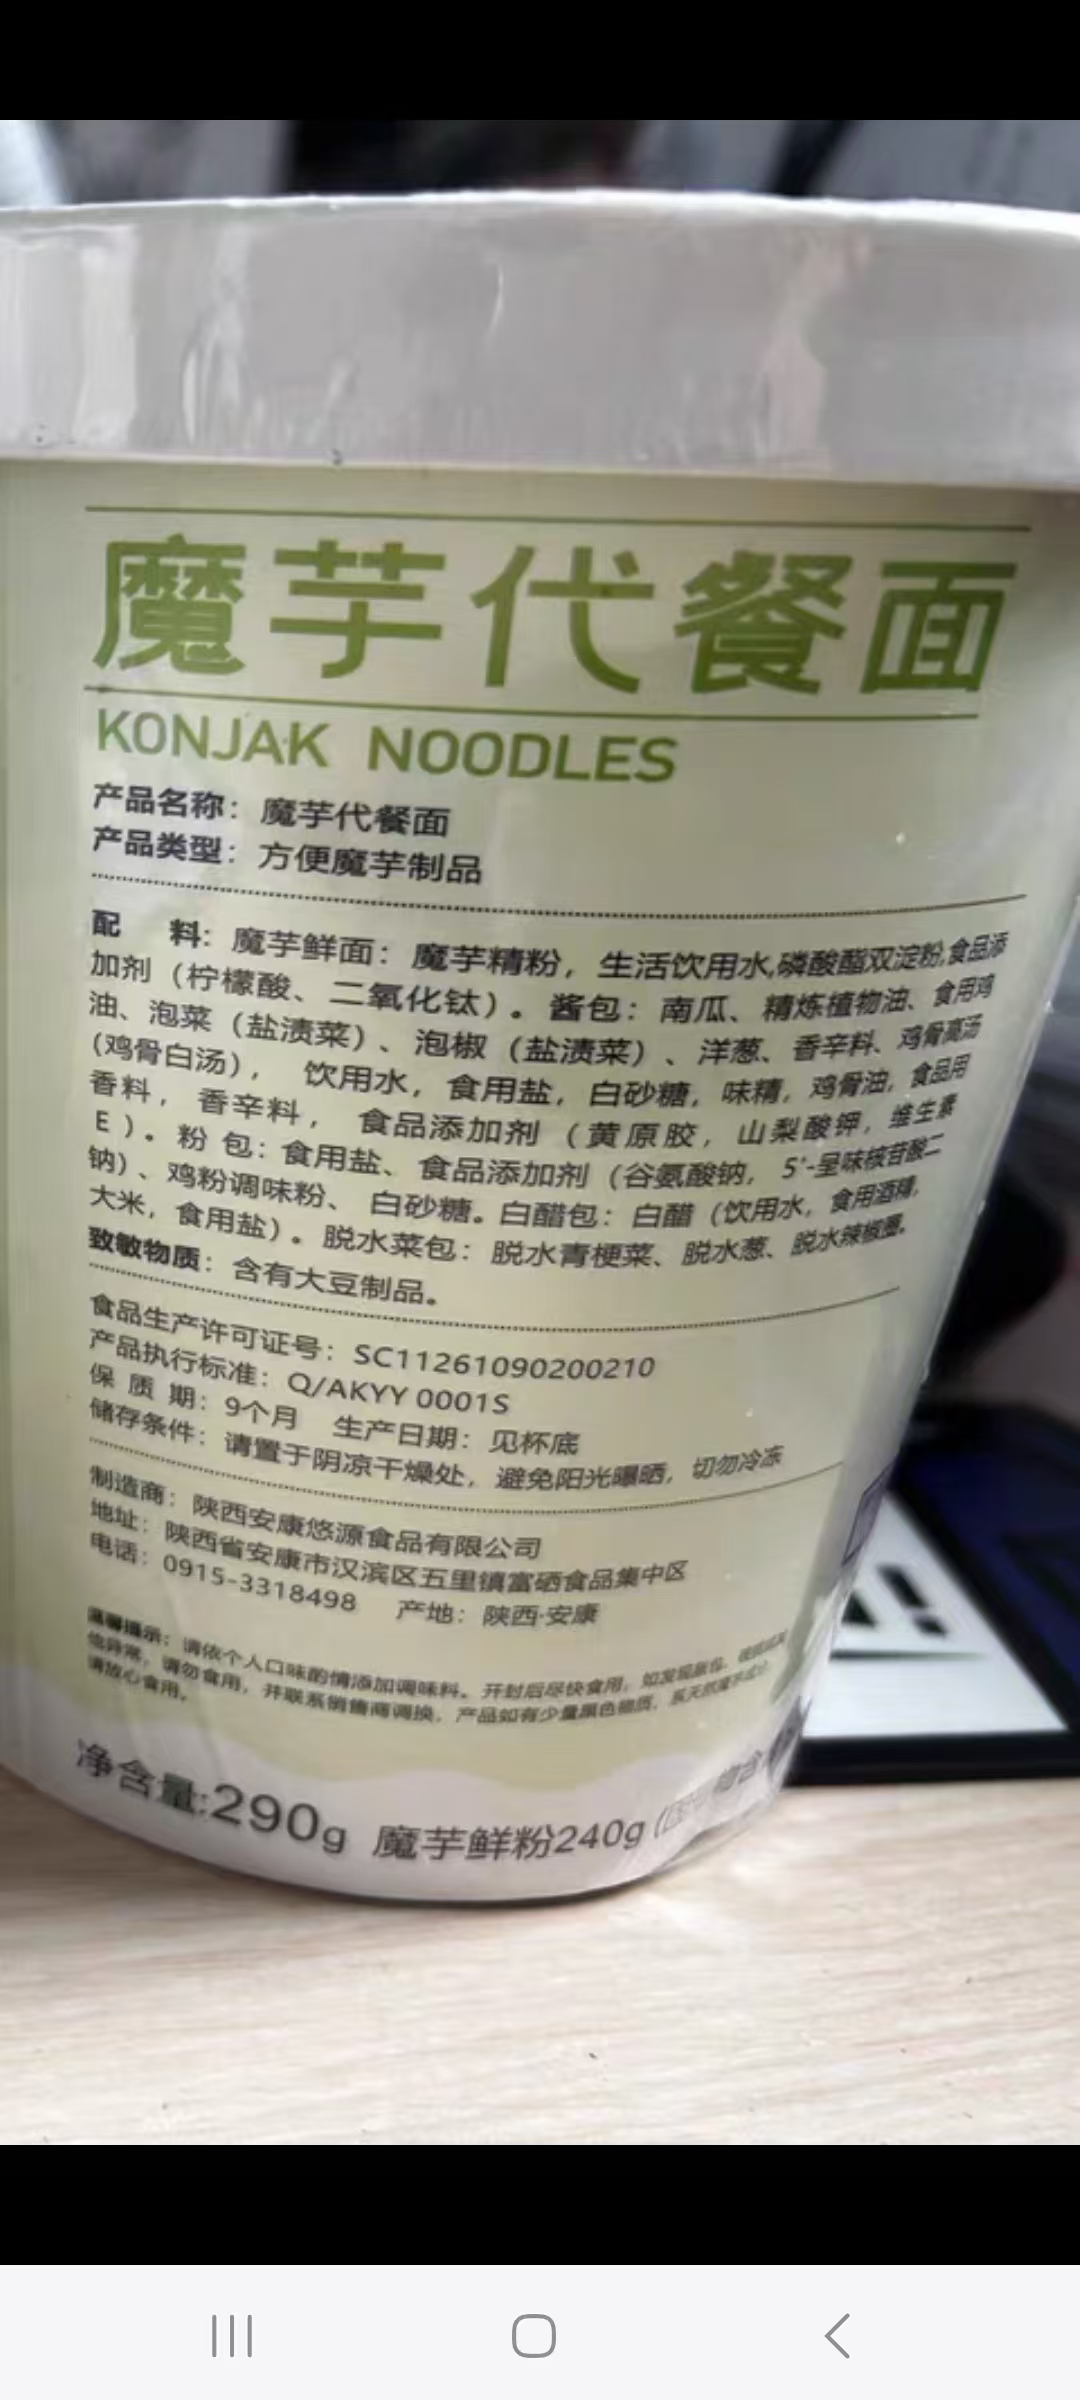 魔芋代餐面
KONJAK NOODLES
产品名称：魔芋代餐面
产品类型：方便魔芋制品
配 料：魔芋鲜面：魔芋精粉，生活饮用水,磷酸酯双淀粉,食品添
加剂（柠檬酸、二氧化钛）。酱包：南瓜、精炼植物油、食用鸡
油、泡菜（盐渍菜）、泡椒（盐渍菜）、洋葱、香辛料、鸡骨高汤
(鸡骨白汤)， 饮用水，食用盐，白砂糖，味精，鸡骨油，食品用
香料，香辛料， 食品添加剂（黄原胶，山梨酸钾，维生素
E）。粉 包：食用盐、食品添加剂（谷氨酸钠，5'-呈味核苷酸二
钠）、鸡粉调味粉、白砂糖。白醋包：白醋（饮用水，食用酒精，
大米，食用盐）。脱水菜包：脱水青梗菜、脱水葱、脱水辣椒圈。
致敏物质：含有大豆制品。
食品生产许可证号：SC11261090200210
产品执行标准：Q/AKYY 0001S
保 质 期：9个月 生产日期：见杯底
储存条件：请置于阴凉干燥处，避免阳光曝晒，切勿冷冻
制造商：陕西安康悠源食品有限公司
地址：陕西省安康市汉滨区五里镇富硒食品集中区
电话：0915-3318498 产地：陕西·安康
温馨提示：请依个人口味酌情添加调味料。开封后尽快食用，如发现胀包、
他异常，请勿食用，并联系销售商调换，产品如有少量黑色物质，系天然魔芋成分，
请放心食用。
净含量:290g 魔芋鲜粉240g